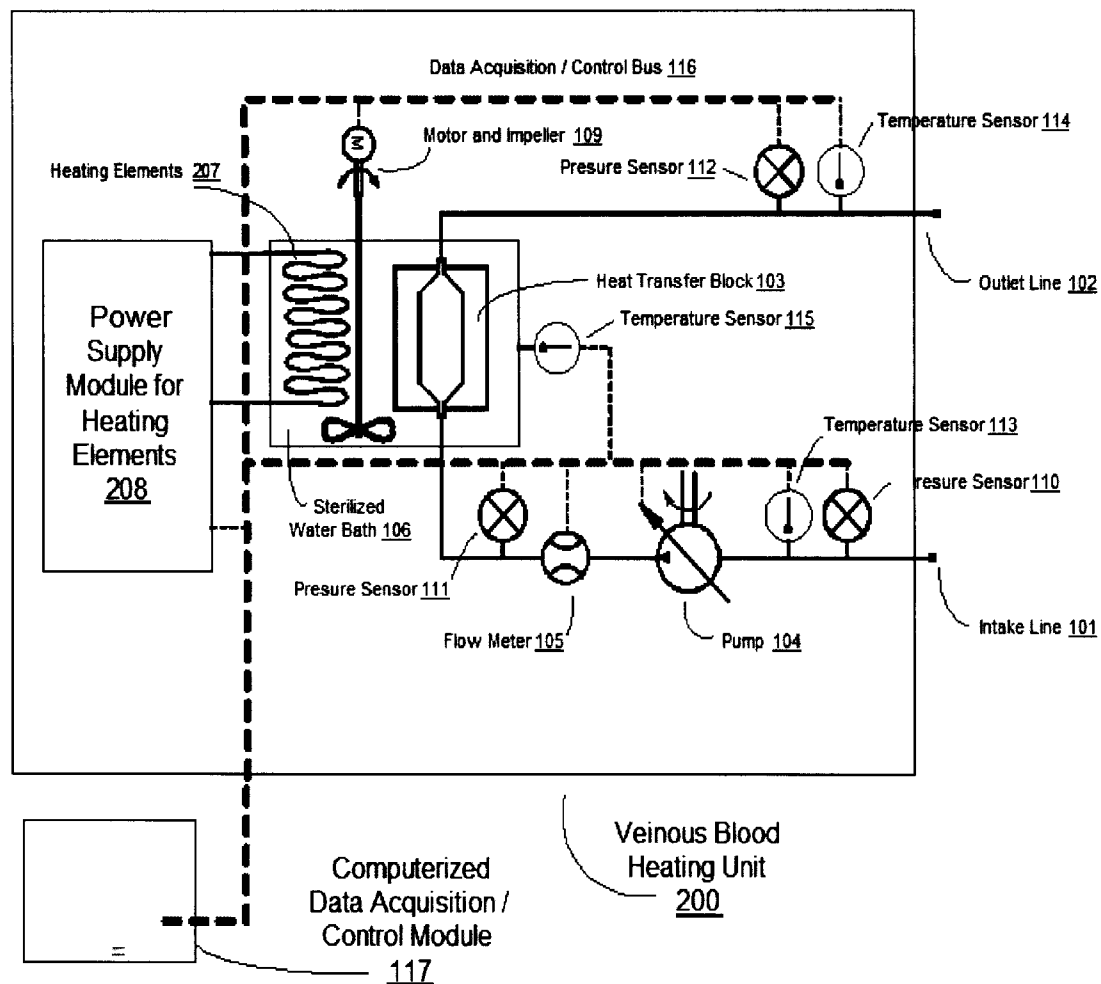 Data Acquisition / Control Bus 116
Motor and Impeller 109
Temperature Sensor 114
Presure Sensor 112
Heating Elements 207
M
Power
Supply
Module for
Heating
Elements
208
Heat Transfer Block 103
Outlet Line 102
Temperature Sensor 115
Temperature Sensor 113
Presure Sensor 110
Sterilized
Water Bath 106
Presure Sensor 111
Flow Meter 105
Pump 104
Intake Line 101
Veinous Blood
Heating Unit
200
Computerized
Data Acquisition /
Control Module
117